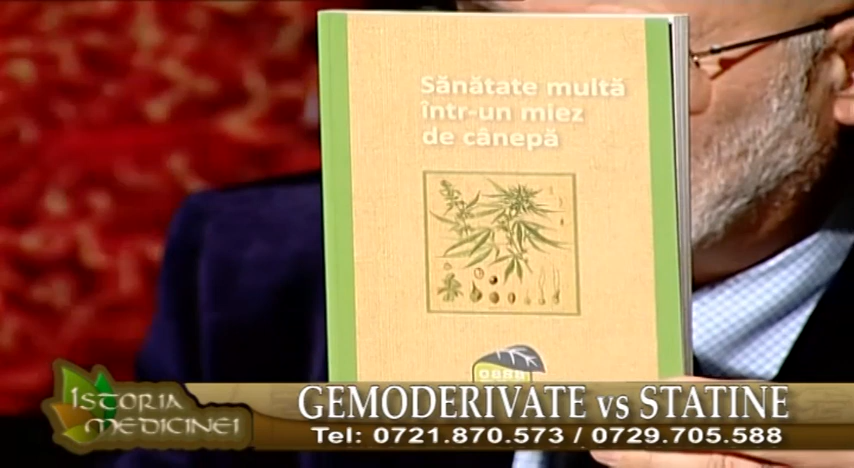 Sănătate multă
într-un miez
de cânepă
ISTORIA
MEDICINEI
GEMODERIVATE vs STATINE
Tel: 0721.870.573 / 0729.705.588